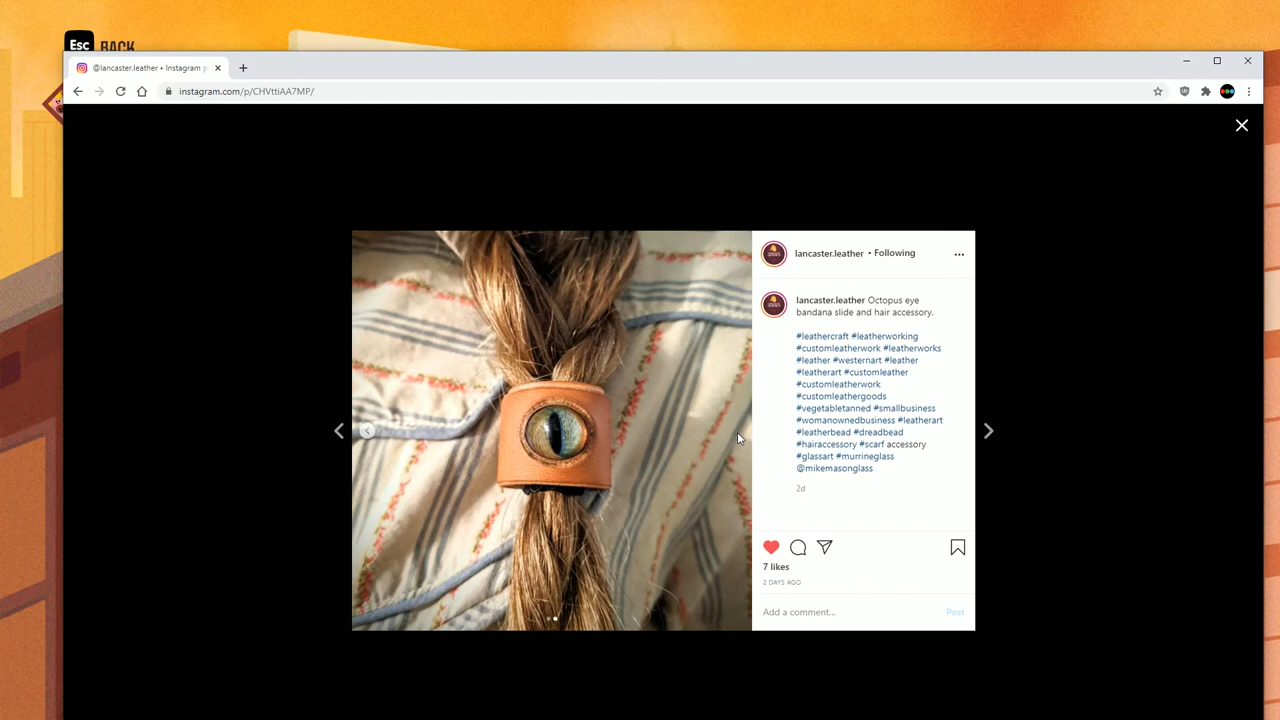 Esc BACK
@lancaster.leather • Instagram p
instagram.com/p/CHVttiAA7MP/
lancaster.leather • Following
lancaster.leather Octopus eye
bandana slide and hair accessory.
#leathercraft #leatherworking
#customleatherwork #leatherworks
#leather #westernart #leather
#leatherart #customleather
#customleatherwork
#customleathergoods
#vegetabletanned #smallbusiness
#womanownedbusiness #leatherart
#leatherbead #dreadbead
#hairaccessory #scarf accessory
#glassart #murrineglass
@mikemasonglass
2d
7 likes
2 DAYS AGO
Add a comment... Post